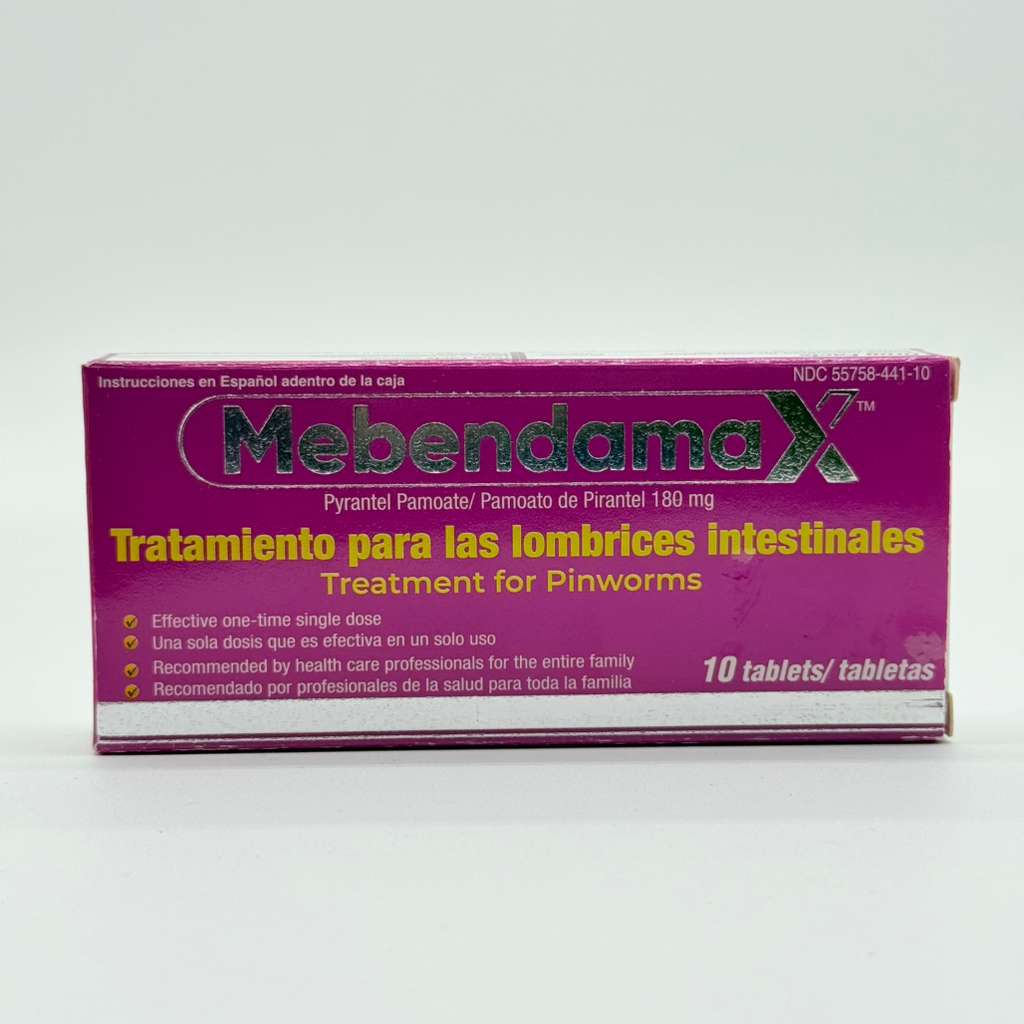 Instrucciones en Español adentro de la caja
NDC 55758-441-10
MebendamaX™
Pyrantel Pamoate/ Pamoato de Pirantel 180 mg
Tratamiento para las lombrices intestinales
Treatment for Pinworms
Effective one-time single dose
Una sola dosis que es efectiva en un solo uso
Recommended by health care professionals for the entire family
Recomendado por profesionales de la salud para toda la familia
10 tablets/ tabletas